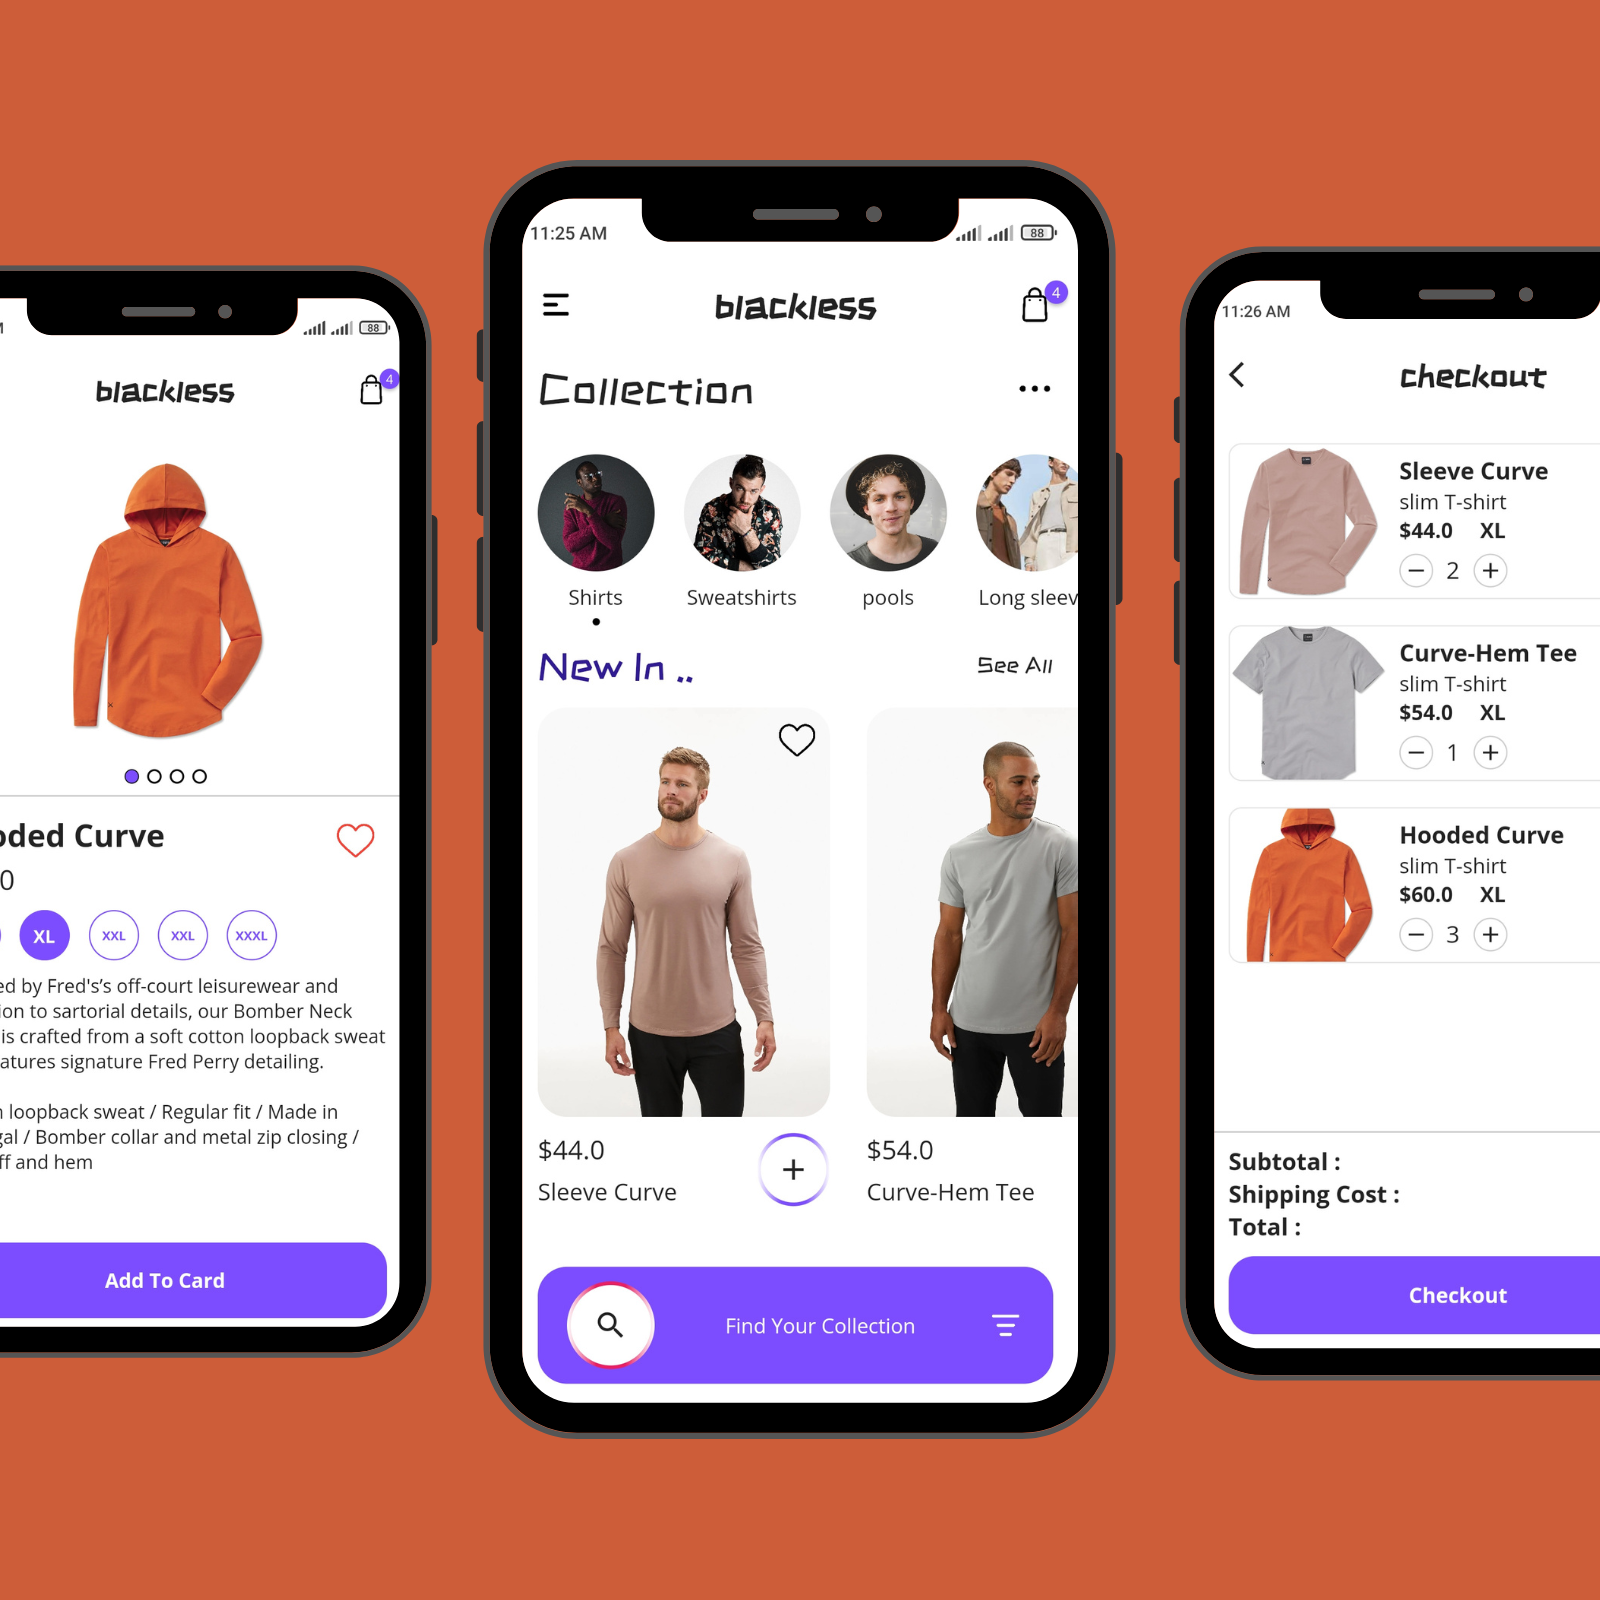 88
blackless
4
oded Curve
0
XL
XXL
XXL
XXXL
ed by Fred's’s off-court leisurewear and
ion to sartorial details, our Bomber Neck
is crafted from a soft cotton loopback sweat
atures signature Fred Perry detailing.
n loopback sweat / Regular fit / Made in
gal / Bomber collar and metal zip closing /
ff and hem
Add To Card
11:25 AM
88
blackless
4
Collection
Shirts
Sweatshirts
pools
Long sleev
New In ..
See All
$44.0
Sleeve Curve
$54.0
Curve-Hem Tee
Find Your Collection
11:26 AM
checkout
Sleeve Curve
slim T-shirt
$44.0 XL
2
Curve-Hem Tee
slim T-shirt
$54.0 XL
1
Hooded Curve
slim T-shirt
$60.0 XL
3
Subtotal :
Shipping Cost :
Total :
Checkout